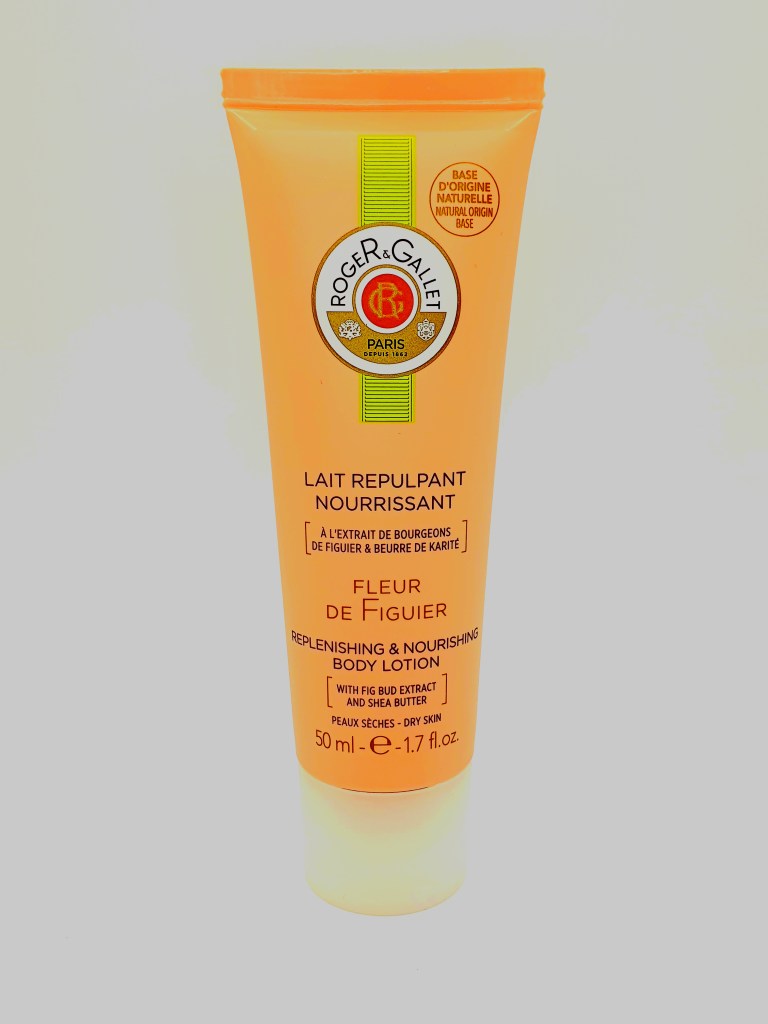 BASE
D'ORIGINE
NATURELLE
NATURAL ORIGIN
BASE
ROGER & GALLET
RG
PARIS
DEPUIS 1862
LAIT REPULPANT
NOURRISSANT
[À L'EXTRAIT DE BOURGEONS
DE FIGUIER & BEURRE DE KARITÉ]
FLEUR
DE FIGUIER
REPLENISHING & NOURISHING
BODY LOTION
[WITH FIG BUD EXTRACT
AND SHEA BUTTER]
PEAUX SÈCHES - DRY SKIN
50 ml - ℮ - 1.7 fl.oz.